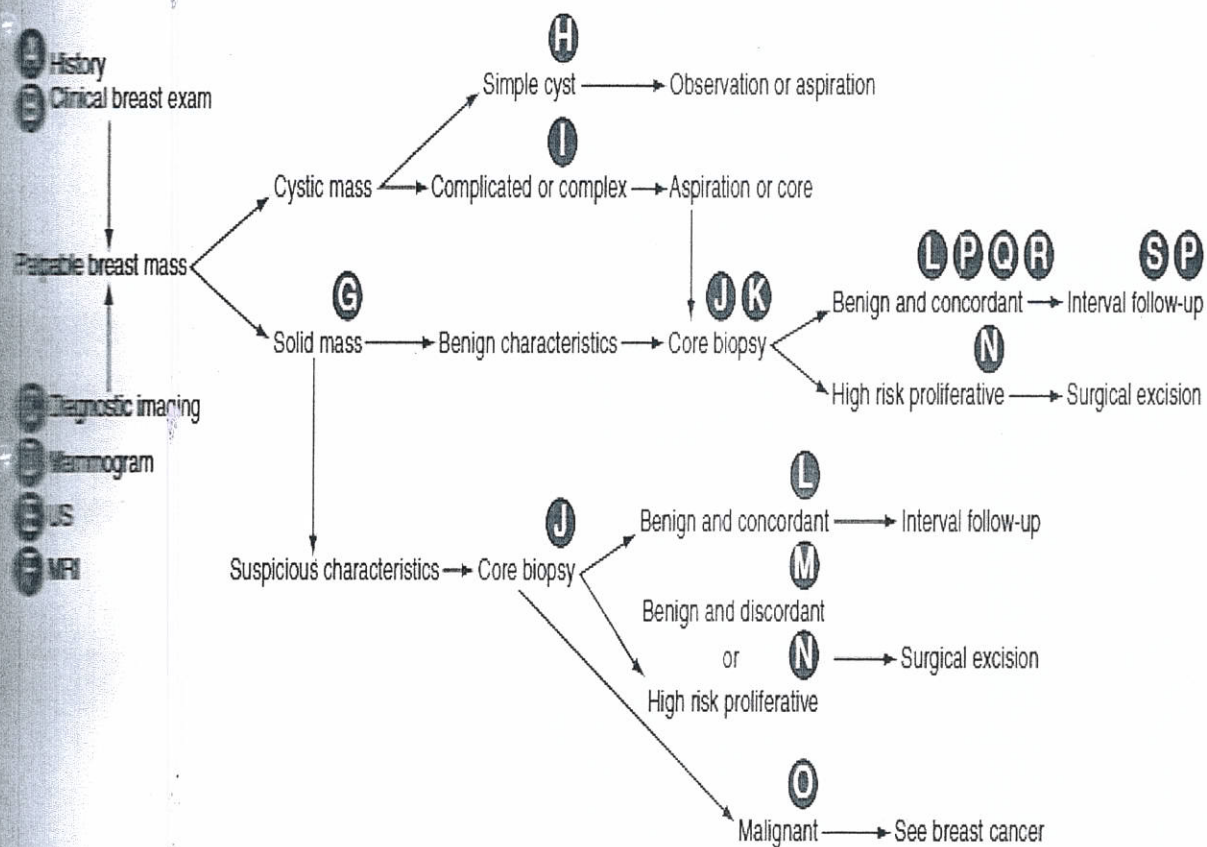 H
History
Simple cyst
Observation or aspiration
Clinical breast exam
I
Cystic mass
Complicated or complex
Aspiration or core
L P Q R
S P
Palpable breast mass
G
J K
Benign and concordant
Interval follow-up
Solid mass
Benign characteristics
Core biopsy
N
High risk proliferative
Surgical excision
Diagnostic imaging
Mammogram
L
US
J
Benign and concordant
Interval follow-up
MRI
Suspicious characteristics
Core biopsy
M
Benign and discordant
or
N
Surgical excision
High risk proliferative
O
Malignant
See breast cancer